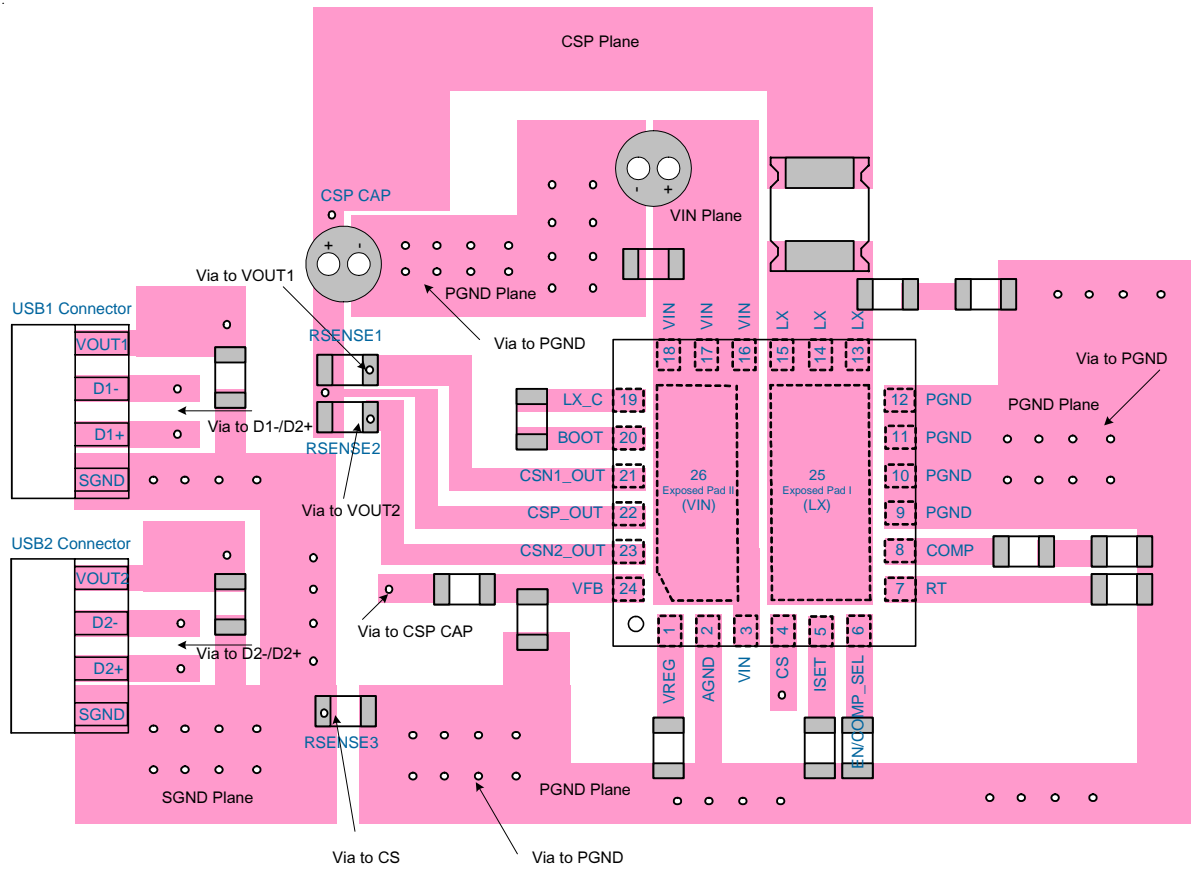 CSP Plane
CSP CAP
+ -
- +
VIN Plane
Via to VOUT1
PGND Plane
USB1 Connector
VOUT1
D1-
D1+
SGND
RSENSE1
Via to PGND
VIN
VIN
VIN
LX
LX
LX
18
17
16
15
14
13
Via to PGND
PGND Plane
Via to D1-/D2+
RSENSE2
LX_C 19
BOOT 20
CSN1_OUT 21
CSP_OUT 22
CSN2_OUT 23
VFB 24
12 PGND
11 PGND
10 PGND
9 PGND
8 COMP
7 RT
26
Exposed Pad II
(VIN)
25
Exposed Pad I
(LX)
Via to VOUT2
USB2 Connector
VOUT2
D2-
D2+
SGND
Via to CSP CAP
Via to D2-/D2+
1
2
3
4
5
6
VREG
AGND
VIN
CS
ISET
EN/COMP_SEL
RSENSE3
SGND Plane
PGND Plane
Via to CS
Via to PGND